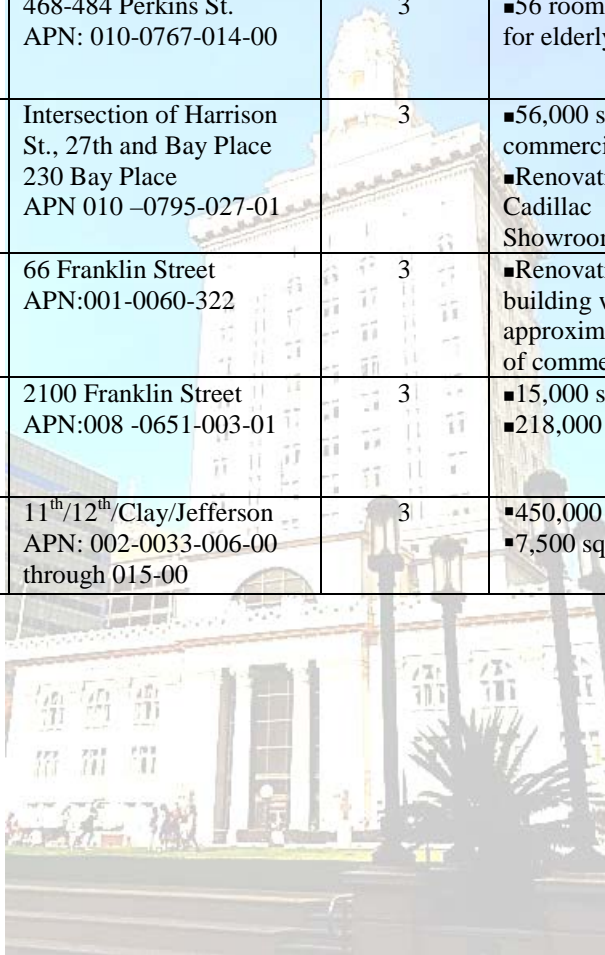 468-484 Perkins St.
APN: 010-0767-014-00
3
▪56 room
for elderly
Intersection of Harrison
St., 27th and Bay Place
230 Bay Place
APN 010 –0795-027-01
3
▪56,000 s
commerci
▪Renovati
Cadillac
Showroom
66 Franklin Street
APN:001-0060-322
3
▪Renovati
building w
approxim
of comme
2100 Franklin Street
APN:008 -0651-003-01
3
▪15,000 s
▪218,000
11th/12th/Clay/Jefferson
APN: 002-0033-006-00
through 015-00
3
▪450,000
▪7,500 sq